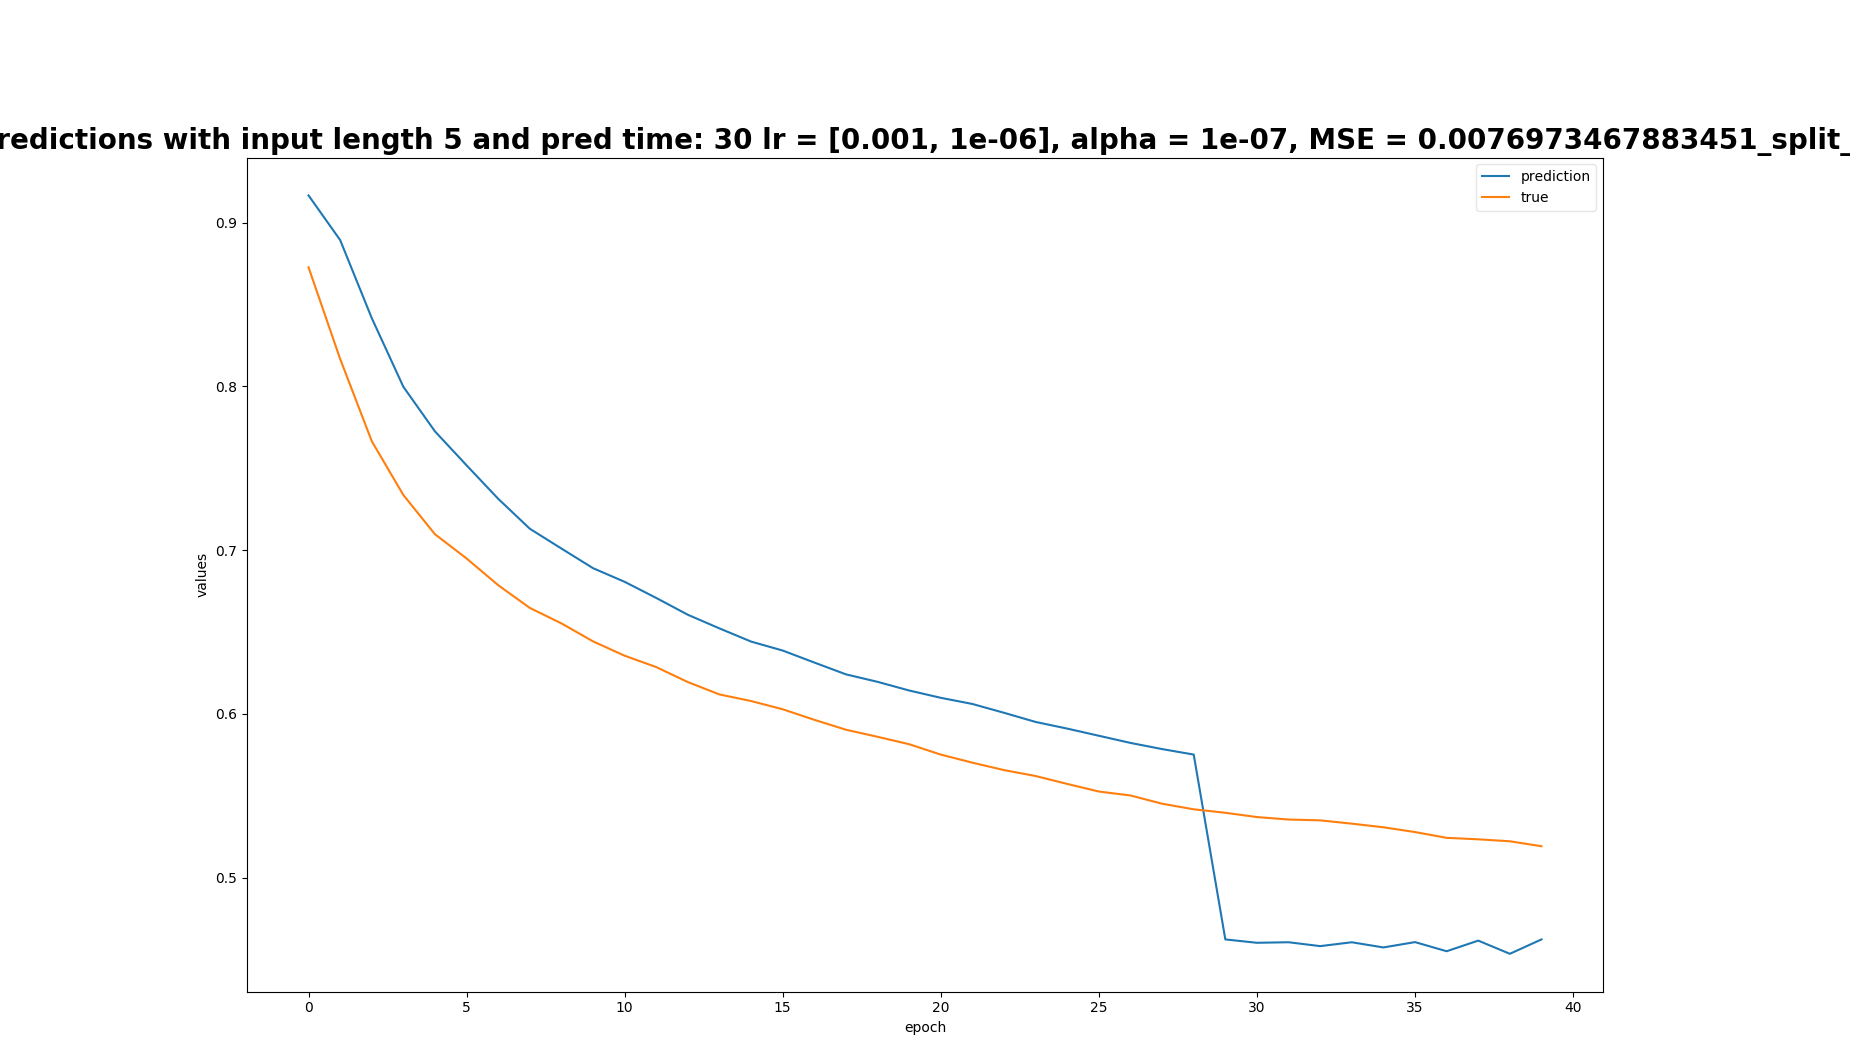 redictions with input length 5 and pred time: 30 lr = [0.001, 1e-06], alpha = 1e-07, MSE = 0.0076973467883451_split_
prediction
true
0.9
0.8
0.7
0.6
0.5
values
0 5 10 15 20 25 30 35 40
epoch